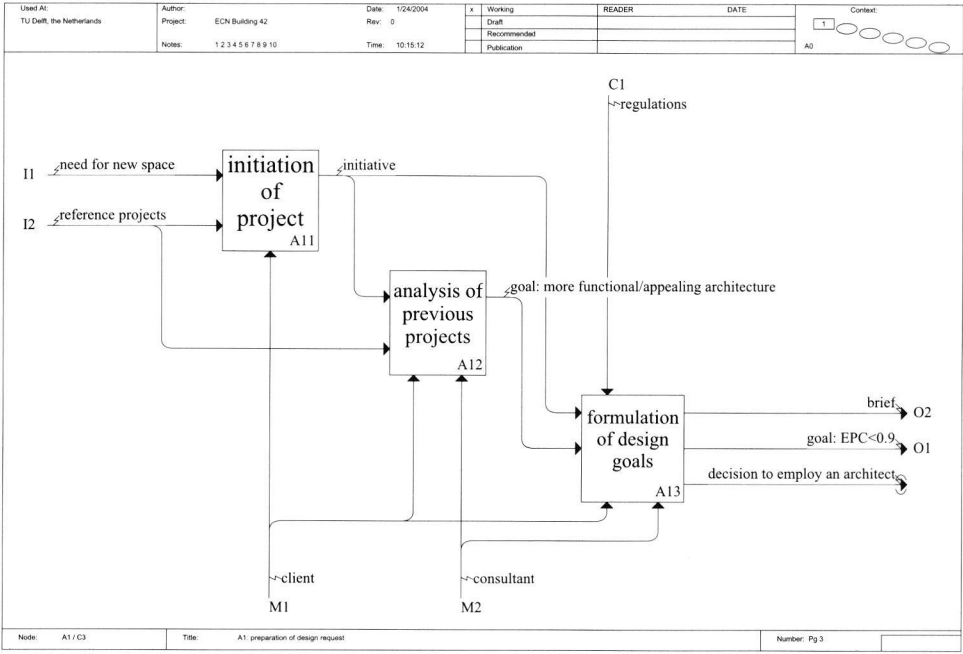 Used At:
TU Delft, the Netherlands
Author:
Project: ECN Building 42
Notes: 1 2 3 4 5 6 7 8 9 10
Date: 1/24/2004
Rev: 0
Time: 10:15:12
x Working
Draft
Recommended
Publication
READER DATE
Context:
1
A0
C1
regulations
I1 need for new space
I2 reference projects
initiation
of
project
A11
initiative
analysis of
previous
projects
A12
goal: more functional/appealing architecture
formulation
of design
goals
A13
brief O2
goal: EPC<0.9 O1
decision to employ an architect
client
M1
consultant
M2
Node: A1 / C3
Title: A1: preparation of design request
Number: Pg 3